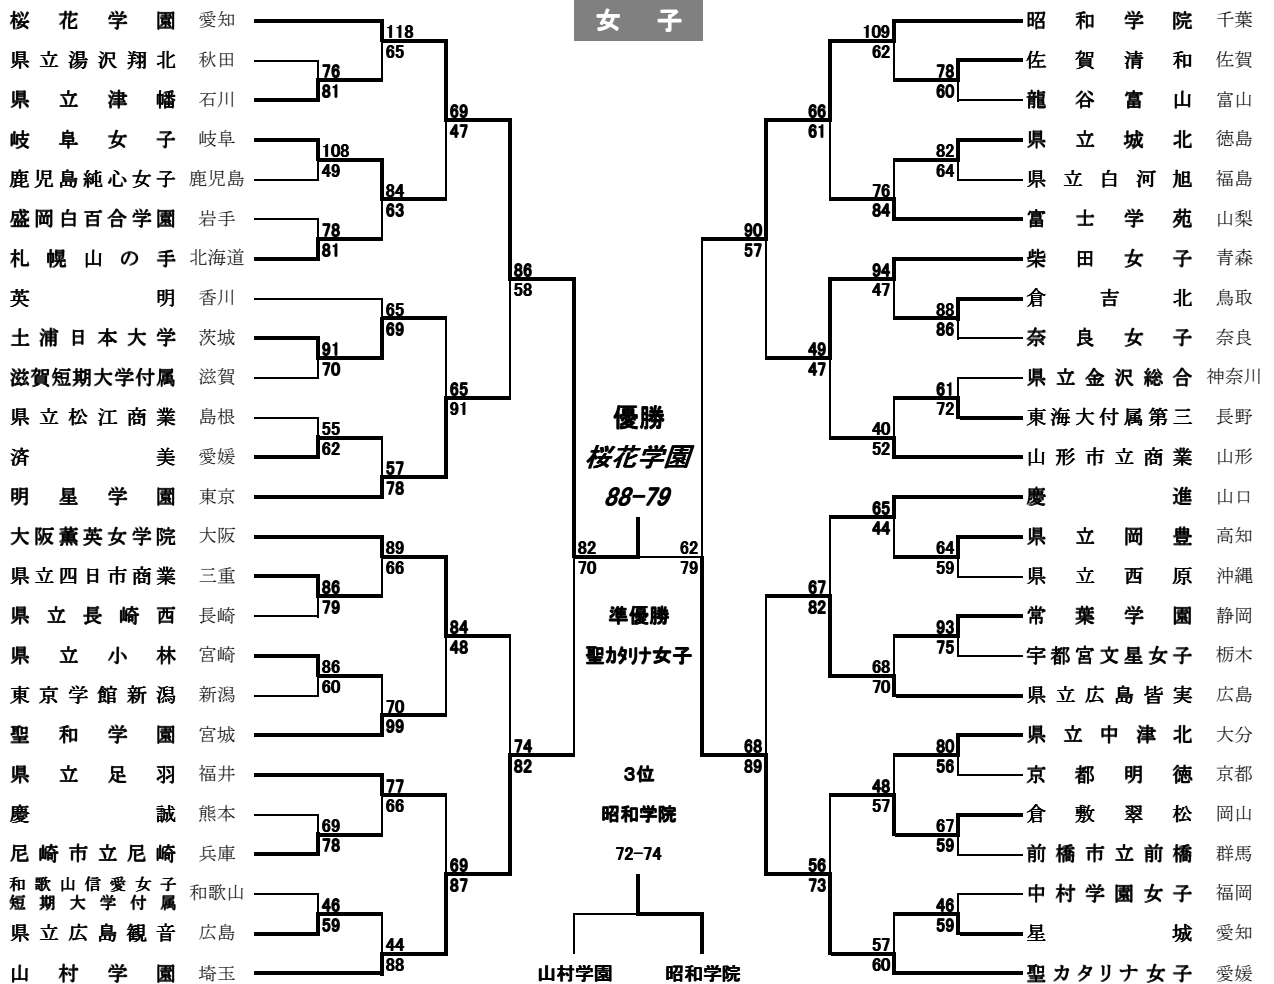 女 子
桜花学園 愛知
県立湯沢翔北 秋田
県立津幡 石川
岐阜女子 岐阜
鹿児島純心女子 鹿児島
盛岡白百合学園 岩手
札幌山の手 北海道
英明 香川
土浦日本大学 茨城
滋賀短期大学付属 滋賀
県立松江商業 島根
済美 愛媛
明星学園 東京
大阪薫英女学院 大阪
県立四日市商業 三重
県立長崎西 長崎
県立小林 宮崎
東京学館新潟 新潟
聖和学園 宮城
県立足羽 福井
慶誠 熊本
尼崎市立尼崎 兵庫
和歌山信愛女子
短期大学付属 和歌山
県立広島観音 広島
山村学園 埼玉
76
81
108
49
78
81
91
70
55
62
86
79
86
60
69
78
46
59
118
65
84
63
65
69
57
78
89
66
70
99
77
66
44
88
69
47
65
91
84
48
69
87
86
58
74
82
82
70
優勝
桜花学園
88-79
準優勝
聖カタリナ女子
3位
昭和学院
72-74
山村学園
昭和学院
62
79
90
57
68
89
66
61
49
47
67
82
56
73
109
62
76
84
94
47
40
52
65
44
68
70
48
57
57
60
78
60
82
64
88
86
61
72
64
59
93
75
80
56
67
59
46
59
昭和学院 千葉
佐賀清和 佐賀
龍谷富山 富山
県立城北 徳島
県立白河旭 福島
富士学苑 山梨
柴田女子 青森
倉吉北 鳥取
奈良女子 奈良
県立金沢総合 神奈川
東海大付属第三 長野
山形市立商業 山形
慶進 山口
県立岡豊 高知
県立西原 沖縄
常葉学園 静岡
宇都宮文星女子 栃木
県立広島皆実 広島
県立中津北 大分
京都明徳 京都
倉敷翠松 岡山
前橋市立前橋 群馬
中村学園女子 福岡
星城 愛知
聖カタリナ女子 愛媛